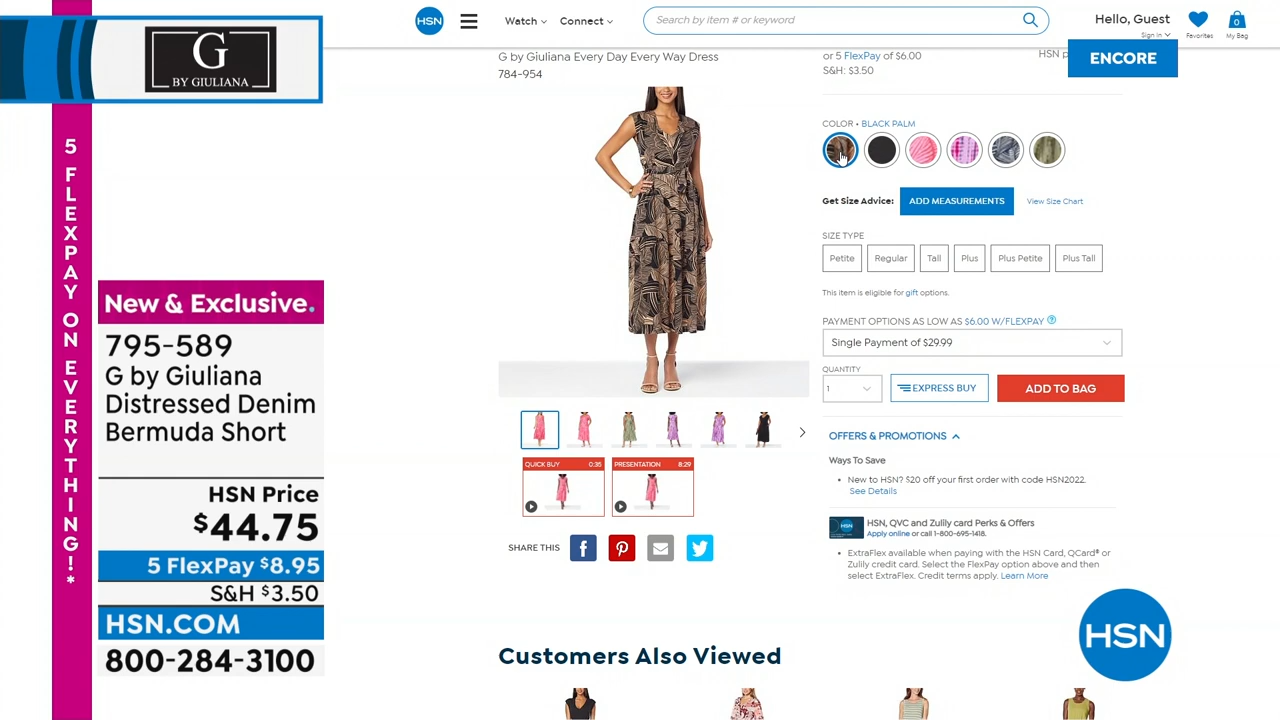 G
BY GIULIANA
5 FLEXPAY ON EVERYTHING!*
New & Exclusive.
795-589
G by Giuliana
Distressed Denim
Bermuda Short
HSN Price
$44.75
5 FlexPay $8.95
S&H $3.50
HSN.COM
800-284-3100
HSN
Watch
Connect
Search by item # or keyword
Hello, Guest
Sign in
Favorites
0
My Bag
ENCORE
G by Giuliana Every Day Every Way Dress
784-954
or 5 FlexPay of $6.00
HSN
S&H: $3.50
COLOR • BLACK PALM
Get Size Advice:
ADD MEASUREMENTS
View Size Chart
SIZE TYPE
Petite
Regular
Tall
Plus
Plus Petite
Plus Tall
This item is eligible for gift options.
PAYMENT OPTIONS AS LOW AS $6.00 W/FLEXPAY
Single Payment of $29.99
QUANTITY
1
EXPRESS BUY
ADD TO BAG
QUICK BUY 0:35
PRESENTATION 8:29
SHARE THIS
OFFERS & PROMOTIONS
Ways To Save
• New to HSN? $20 off your first order with code HSN2022.
See Details
HSN
HSN, QVC and Zulily card Perks & Offers
Apply online or call 1-800-695-1418.
• ExtraFlex available when paying with the HSN Card, QCard® or
Zulily credit card. Select the FlexPay option above and then
select ExtraFlex. Credit terms apply. Learn More
HSN
Customers Also Viewed